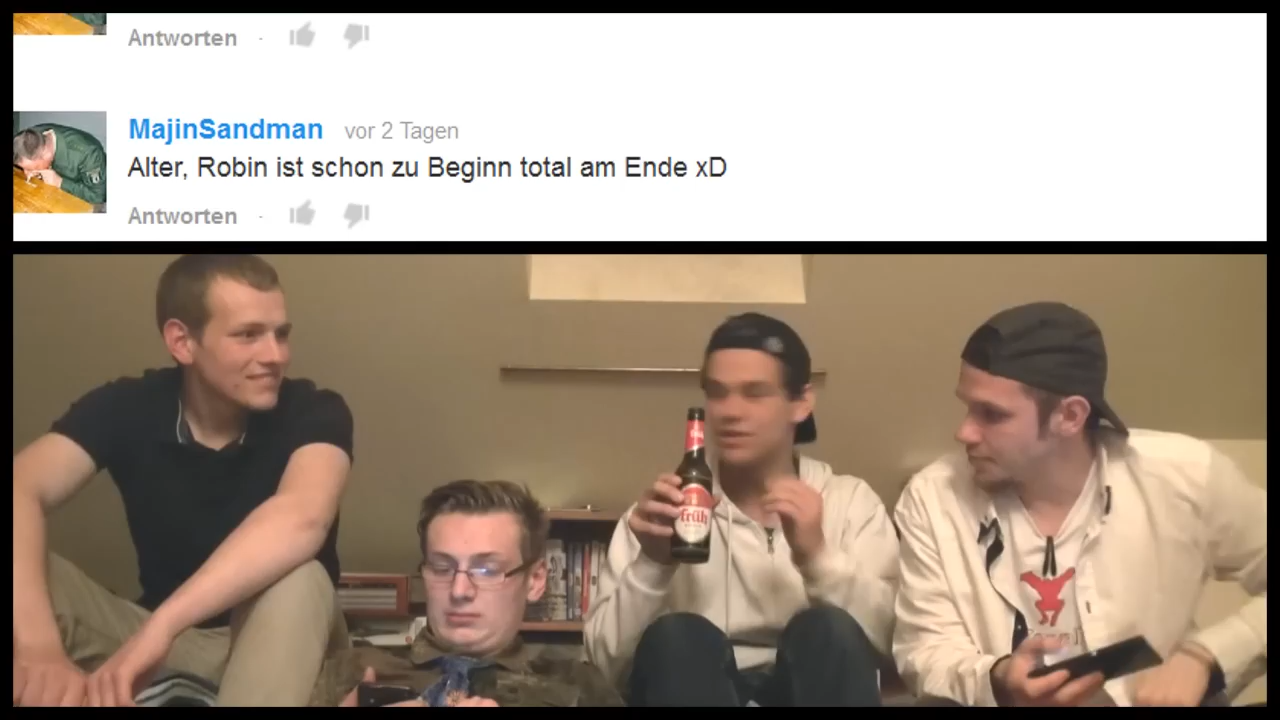 Antworten ·
MajinSandman vor 2 Tagen
Alter, Robin ist schon zu Beginn total am Ende xD
Antworten ·
früh